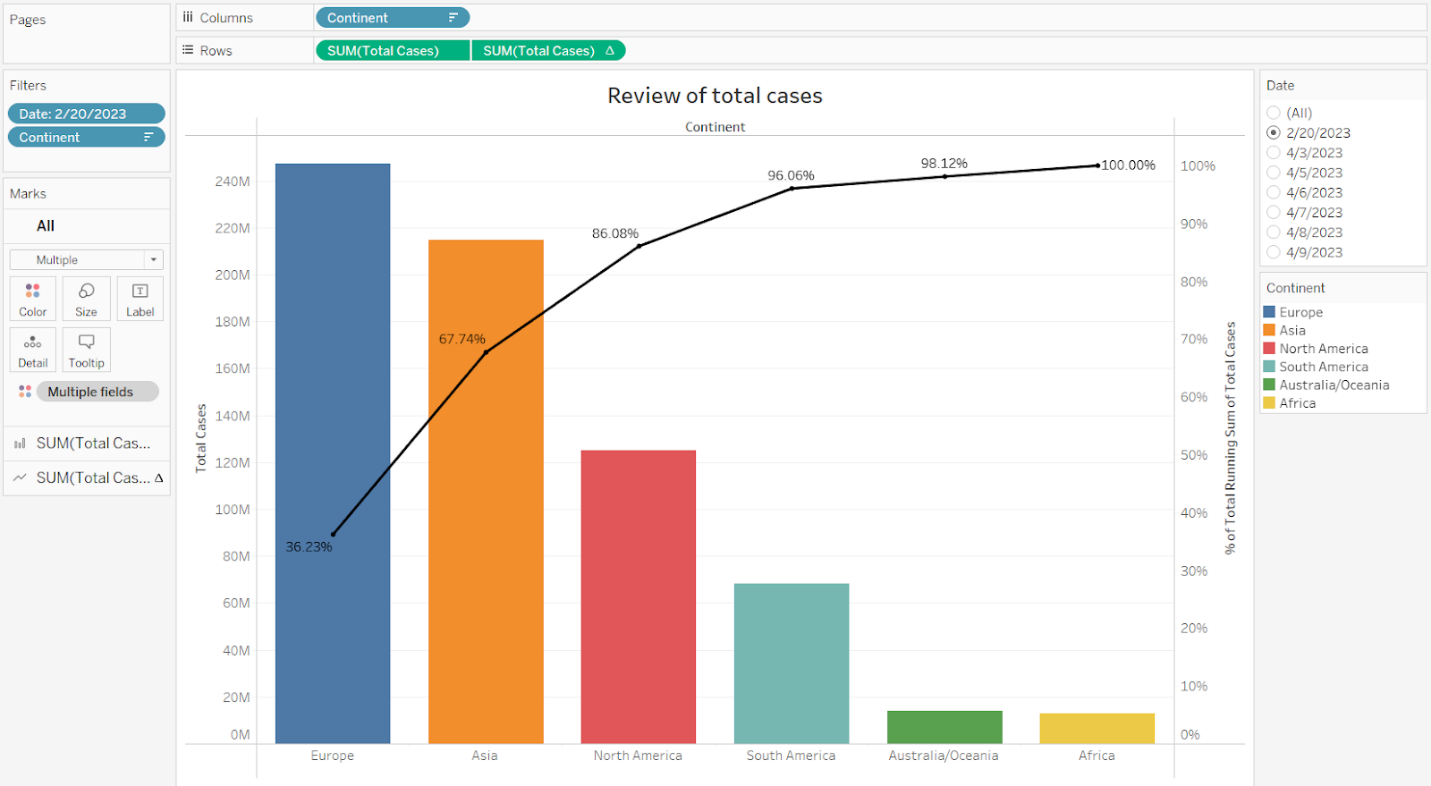 Pages
Columns
Continent
Rows
SUM(Total Cases)
SUM(Total Cases) Δ
Filters
Date: 2/20/2023
Continent
Marks
All
Multiple
Color
Size
Label
Detail
Tooltip
Multiple fields
SUM(Total Cas...
SUM(Total Cas... Δ
Review of total cases
Continent
Total Cases
240M
220M
200M
180M
160M
140M
120M
100M
80M
60M
40M
20M
0M
36.23%
67.74%
86.08%
96.06%
98.12%
100.00%
Europe
Asia
North America
South America
Australia/Oceania
Africa
100%
90%
80%
70%
60%
50%
40%
30%
20%
10%
0%
% of Total Running Sum of Total Cases
Date
(All)
2/20/2023
4/3/2023
4/5/2023
4/6/2023
4/7/2023
4/8/2023
4/9/2023
Continent
Europe
Asia
North America
South America
Australia/Oceania
Africa